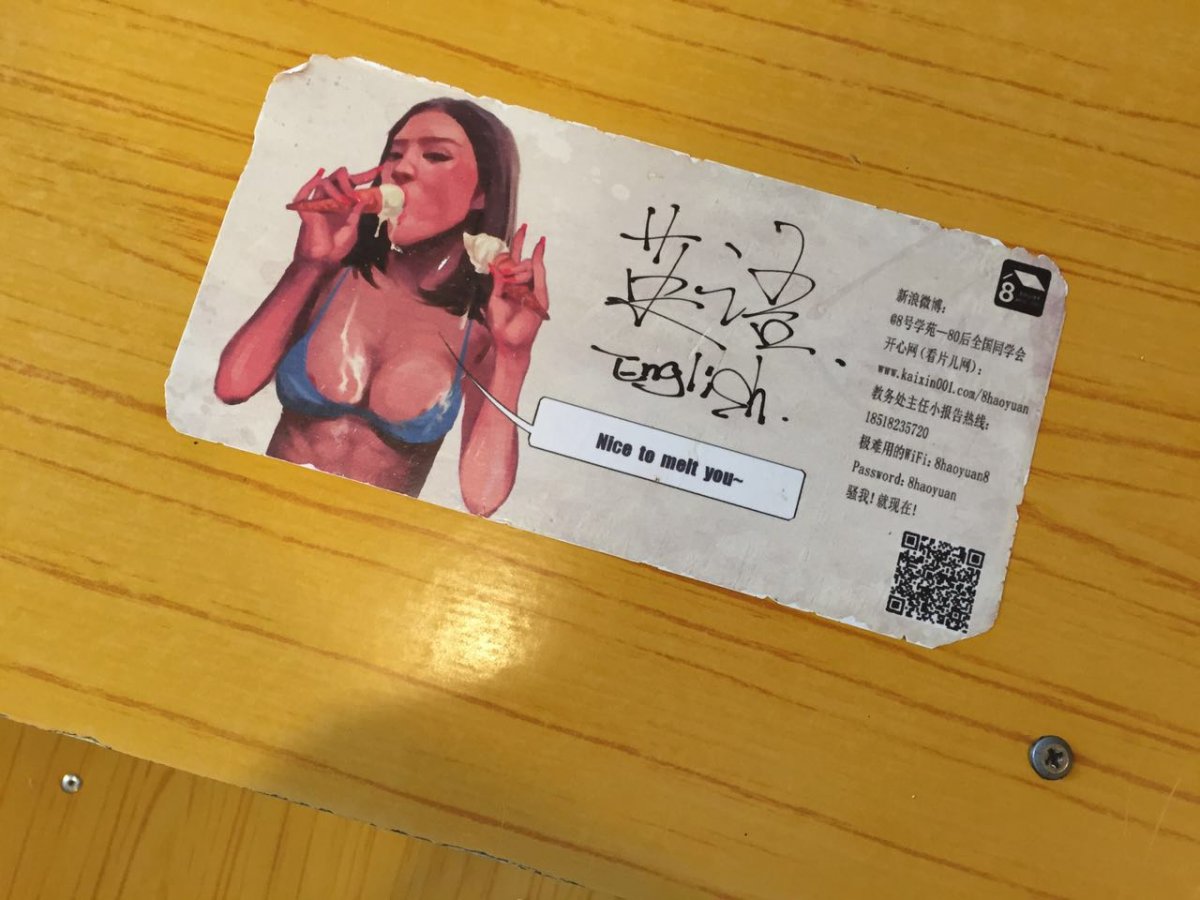 英语.
English.
Nice to melt you~
8
新浪微博:
@8号学苑—80后全国同学会
开心网(看片儿网):
www.kaixin001.com/8haoyuan
教务处主任小报告热线:
18518235720
极难用的WiFi:8haoyuan8
Password:8haoyuan
骚我!就现在!